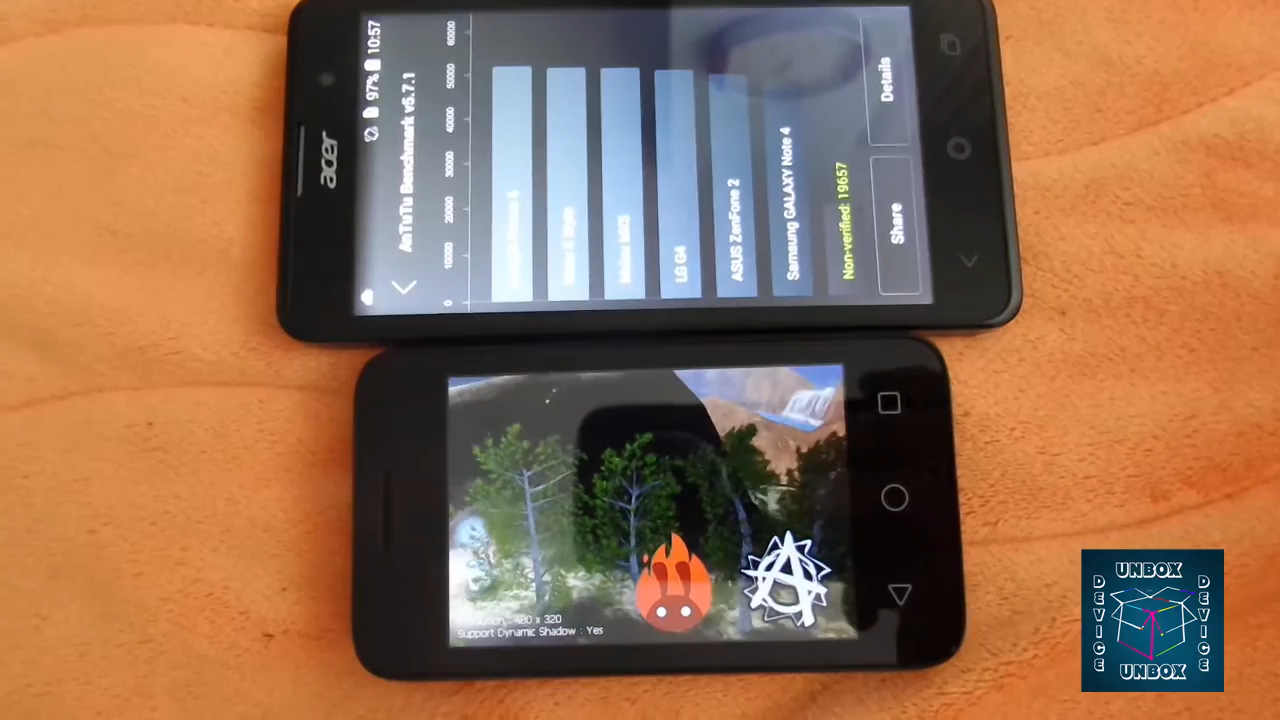 acer
97% 10:57
AnTuTu Benchmark v5.7.1
0 10000 20000 30000 40000 50000 60000
LG G4
ASUS ZenFone 2
Samsung GALAXY Note 4
Non-verified: 19657
Share Details
: 480 x 320
Support Dynamic Shadow : Yes
UNBOX
DEVICE
DEVICE
UNBOX